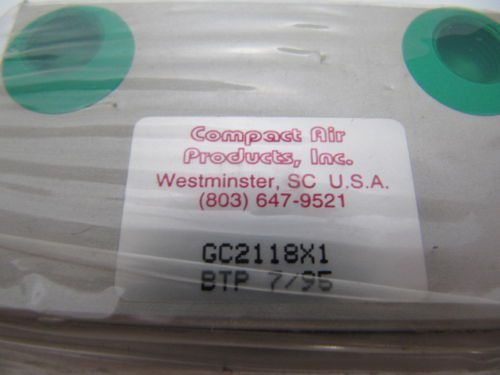 Compact Air
Products, Inc.
Westminster, SC U.S.A.
(803) 647-9521
GC2118X1
BTP 7/95